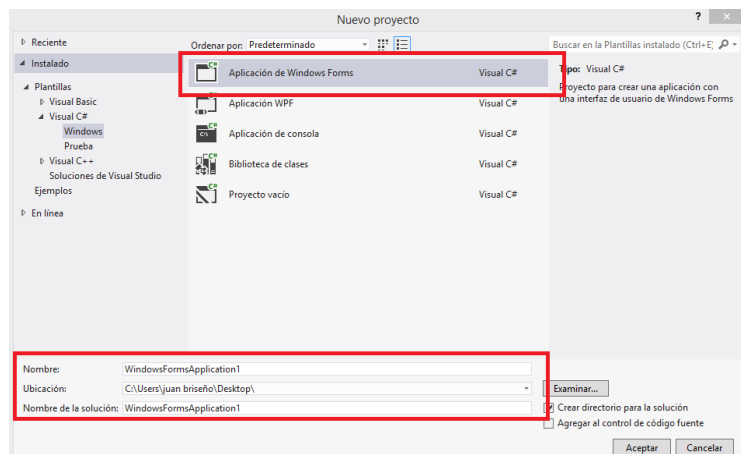 Nuevo proyecto
? ×
Reciente
Instalado
Plantillas
Visual Basic
Visual C#
Windows
Prueba
Visual C++
Soluciones de Visual Studio
Ejemplos
En línea
Ordenar por: Predeterminado
Aplicación de Windows Forms Visual C#
Aplicación WPF Visual C#
Aplicación de consola Visual C#
Biblioteca de clases Visual C#
Proyecto vacío Visual C#
Buscar en la Plantillas instalado (Ctrl+E)
Tipo: Visual C#
Proyecto para crear una aplicación con
una interfaz de usuario de Windows Forms
Nombre: WindowsFormsApplication1
Ubicación: C:\Users\juan briseño\Desktop\
Nombre de la solución: WindowsFormsApplication1
Examinar...
Crear directorio para la solución
Agregar al control de código fuente
Aceptar Cancelar